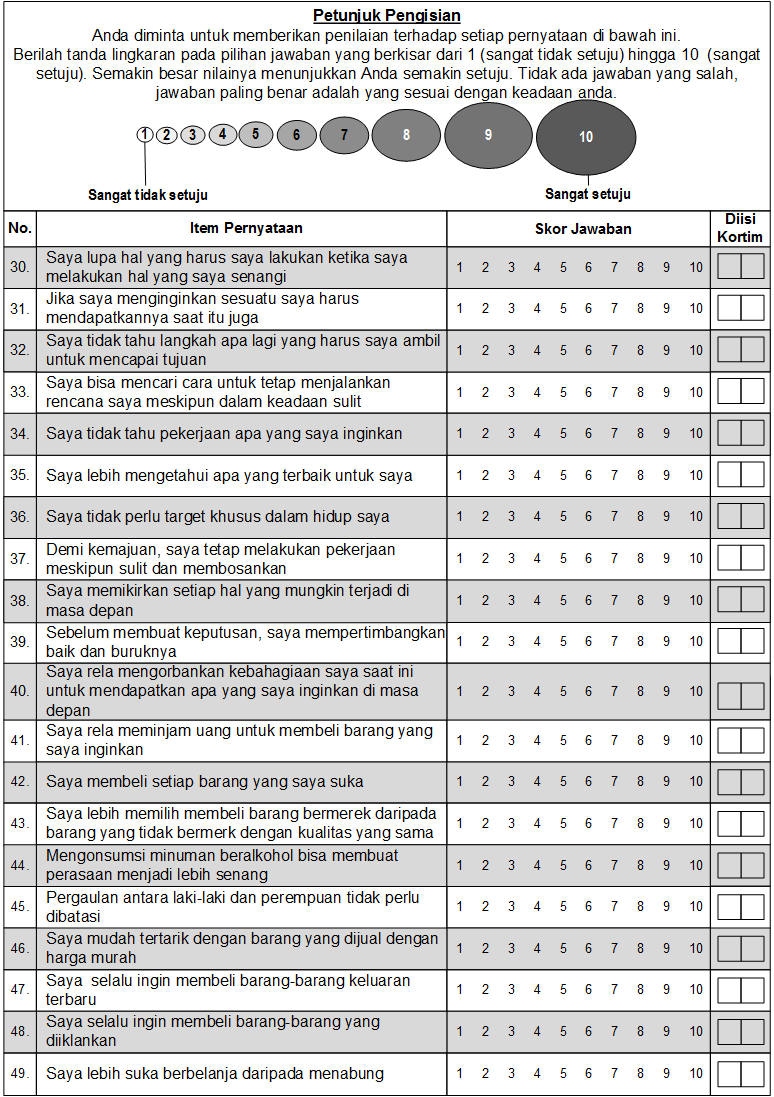 Petunjuk Pengisian
Anda diminta untuk memberikan penilaian terhadap setiap pernyataan di bawah ini.
Berilah tanda lingkaran pada pilihan jawaban yang berkisar dari 1 (sangat tidak setuju) hingga 10 (sangat
setuju). Semakin besar nilainya menunjukkan Anda semakin setuju. Tidak ada jawaban yang salah,
jawaban paling benar adalah yang sesuai dengan keadaan anda.
1 2 3 4 5 6 7 8 9 10
Sangat tidak setuju Sangat setuju
No. Item Pernyataan Skor Jawaban Diisi
Kortim
30. Saya lupa hal yang harus saya lakukan ketika saya
melakukan hal yang saya senangi 1 2 3 4 5 6 7 8 9 10
31. Jika saya menginginkan sesuatu saya harus
mendapatkannya saat itu juga 1 2 3 4 5 6 7 8 9 10
32. Saya tidak tahu langkah apa lagi yang harus saya ambil
untuk mencapai tujuan 1 2 3 4 5 6 7 8 9 10
33. Saya bisa mencari cara untuk tetap menjalankan
rencana saya meskipun dalam keadaan sulit 1 2 3 4 5 6 7 8 9 10
34. Saya tidak tahu pekerjaan apa yang saya inginkan 1 2 3 4 5 6 7 8 9 10
35. Saya lebih mengetahui apa yang terbaik untuk saya 1 2 3 4 5 6 7 8 9 10
36. Saya tidak perlu target khusus dalam hidup saya 1 2 3 4 5 6 7 8 9 10
37. Demi kemajuan, saya tetap melakukan pekerjaan
meskipun sulit dan membosankan 1 2 3 4 5 6 7 8 9 10
38. Saya memikirkan setiap hal yang mungkin terjadi di
masa depan 1 2 3 4 5 6 7 8 9 10
39. Sebelum membuat keputusan, saya mempertimbangkan
baik dan buruknya 1 2 3 4 5 6 7 8 9 10
40. Saya rela mengorbankan kebahagiaan saya saat ini
untuk mendapatkan apa yang saya inginkan di masa
depan 1 2 3 4 5 6 7 8 9 10
41. Saya rela meminjam uang untuk membeli barang yang
saya inginkan 1 2 3 4 5 6 7 8 9 10
42. Saya membeli setiap barang yang saya suka 1 2 3 4 5 6 7 8 9 10
43. Saya lebih memilih membeli barang bermerek daripada
barang yang tidak bermerk dengan kualitas yang sama 1 2 3 4 5 6 7 8 9 10
44. Mengonsumsi minuman beralkohol bisa membuat
perasaan menjadi lebih senang 1 2 3 4 5 6 7 8 9 10
45. Pergaulan antara laki-laki dan perempuan tidak perlu
dibatasi 1 2 3 4 5 6 7 8 9 10
46. Saya mudah tertarik dengan barang yang dijual dengan
harga murah 1 2 3 4 5 6 7 8 9 10
47. Saya selalu ingin membeli barang-barang keluaran
terbaru 1 2 3 4 5 6 7 8 9 10
48. Saya selalu ingin membeli barang-barang yang
diiklankan 1 2 3 4 5 6 7 8 9 10
49. Saya lebih suka berbelanja daripada menabung 1 2 3 4 5 6 7 8 9 10